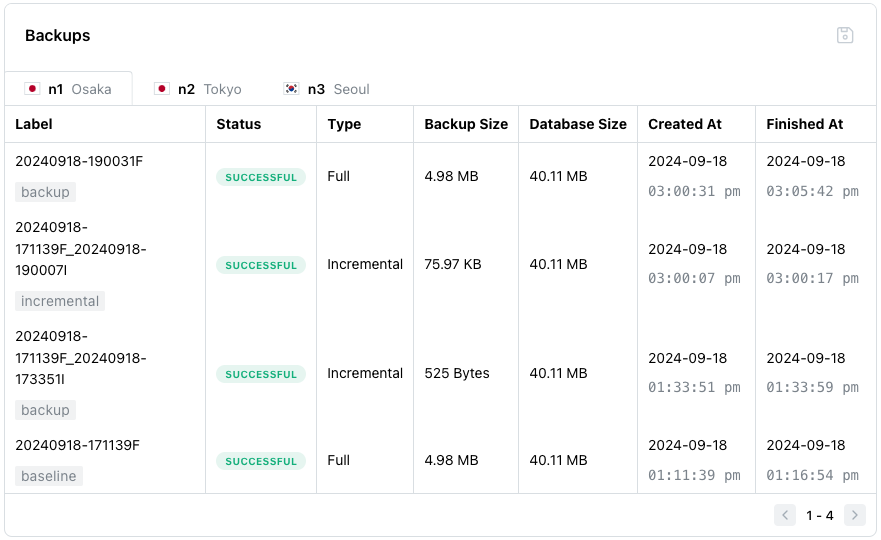 Backups
n1 Osaka
n2 Tokyo
n3 Seoul
Label Status Type Backup Size Database Size Created At Finished At
20240918-190031F
backup
SUCCESSFUL
Full
4.98 MB
40.11 MB
2024-09-18
03:00:31 pm
2024-09-18
03:05:42 pm
20240918-
171139F_20240918-
190007I
incremental
SUCCESSFUL
Incremental
75.97 KB
40.11 MB
2024-09-18
03:00:07 pm
2024-09-18
03:00:17 pm
20240918-
171139F_20240918-
173351I
backup
SUCCESSFUL
Incremental
525 Bytes
40.11 MB
2024-09-18
01:33:51 pm
2024-09-18
01:33:59 pm
20240918-171139F
baseline
SUCCESSFUL
Full
4.98 MB
40.11 MB
2024-09-18
01:11:39 pm
2024-09-18
01:16:54 pm
1 - 4